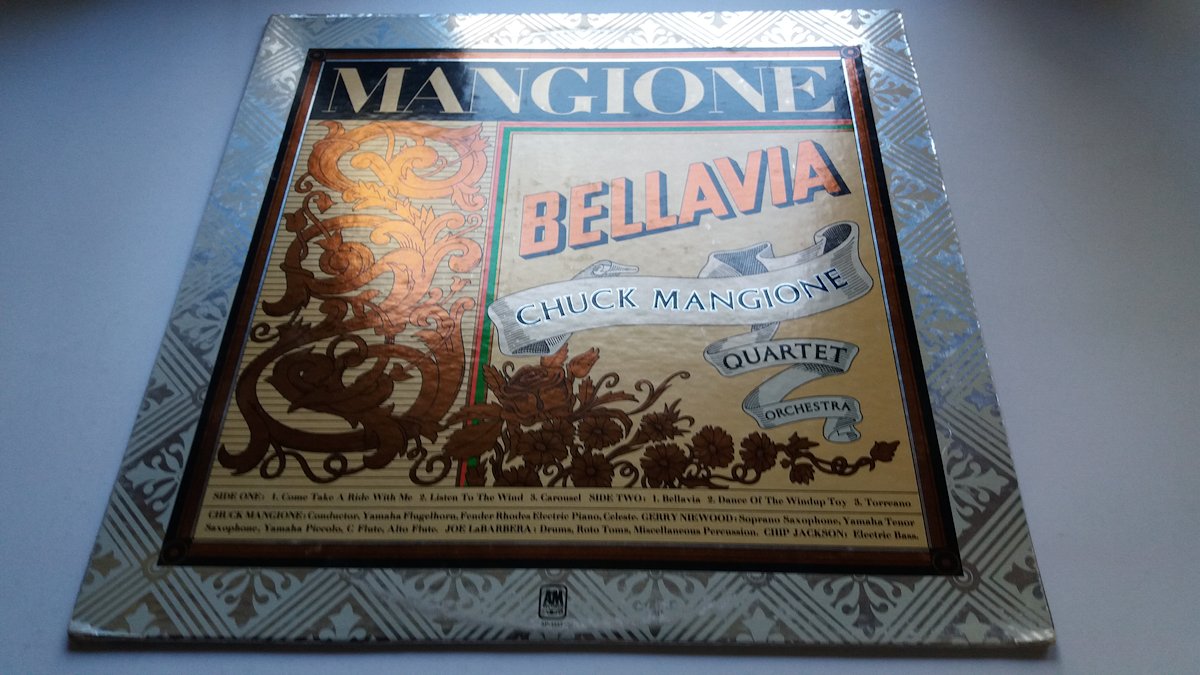 MANGIONE
BELLAVIA
CHUCK MANGIONE
QUARTET
ORCHESTRA
SIDE ONE: 1. Come Take A Ride With Me 2. Listen To The Wind 3. Carousel SIDE TWO: 1. Bellavia 2. Dance Of The Windup Toy 3. Torreano
CHUCK MANGIONE: Conductor, Yamaha Flugelhorn, Fender Rhodes Electric Piano, Celeste. GERRY NIEWOOD: Soprano Saxophone, Yamaha Tenor
Saxophone, Yamaha Piccolo, C Flute, Alto Flute. JOE LaBARBERA: Drums, Roto Toms, Miscellaneous Percussion. CHIP JACKSON: Electric Bass.
A&M